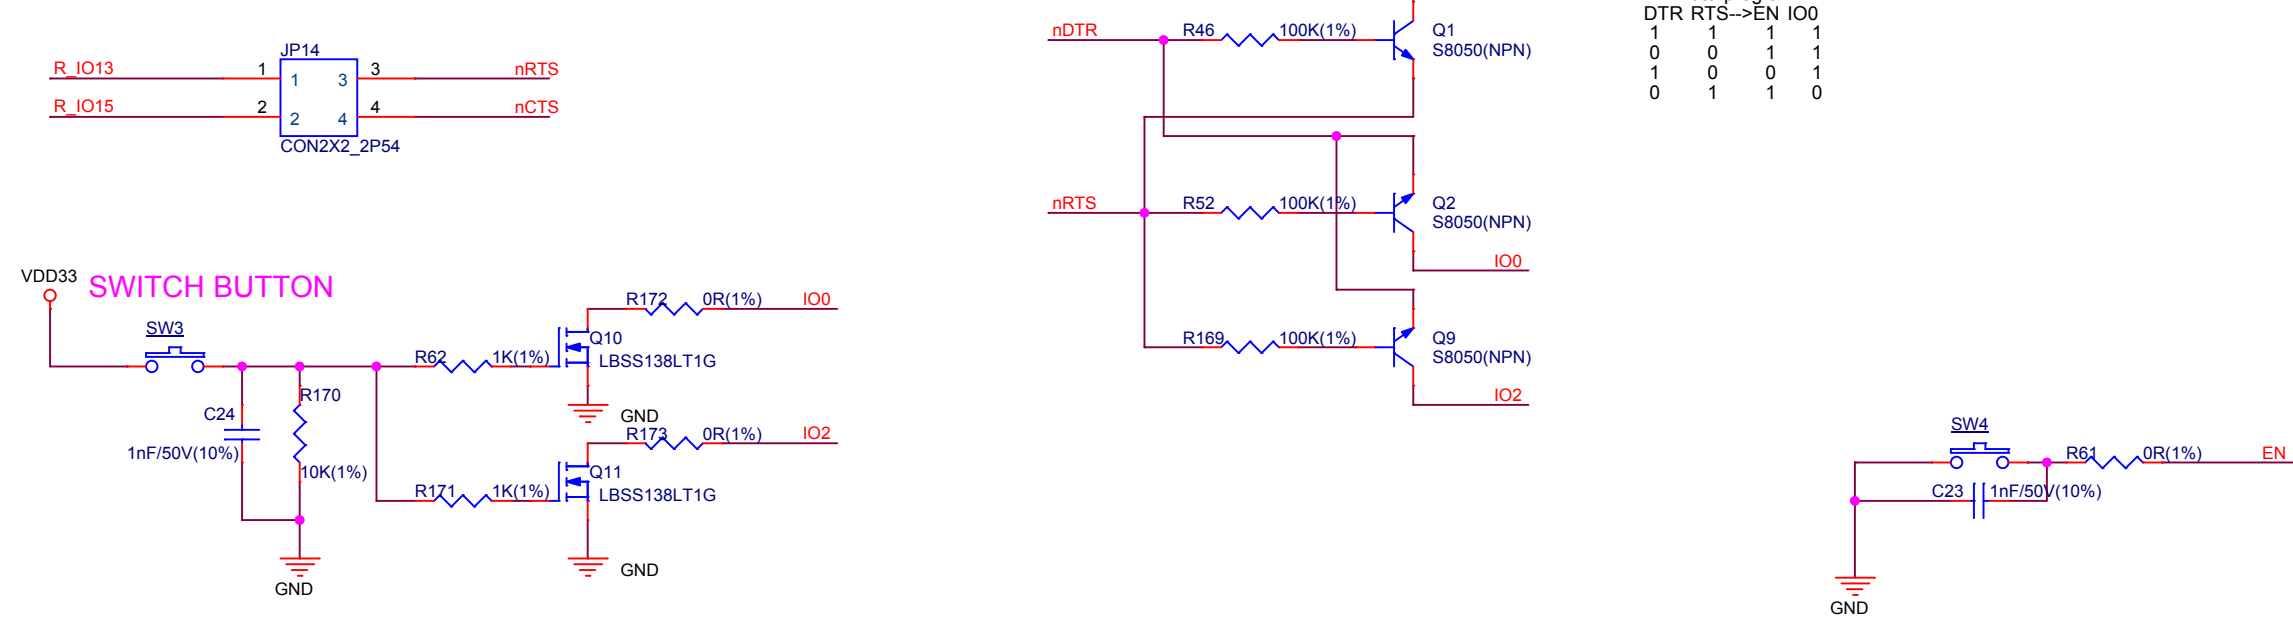 DTR RTS-->EN IO0
1 1 1 1
0 0 1 1
1 0 0 1
0 1 1 0
JP14
R_IO13 1 1 3 3 nRTS
R_IO15 2 2 4 4 nCTS
CON2X2_2P54
nDTR R46 100K(1%) Q1
S8050(NPN)
nRTS R52 100K(1%) Q2
S8050(NPN)
IO0
R169 100K(1%) Q9
S8050(NPN)
IO2
VDD33 SWITCH BUTTON
SW3
R172 0R(1%) IO0
Q10
R62 1K(1%) LBSS138LT1G
R170
C24
GND
1nF/50V(10%)
10K(1%)
R173 0R(1%) IO2
Q11
R171 1K(1%) LBSS138LT1G
GND
GND
SW4
R61 0R(1%) EN
C23 1nF/50V(10%)
GND